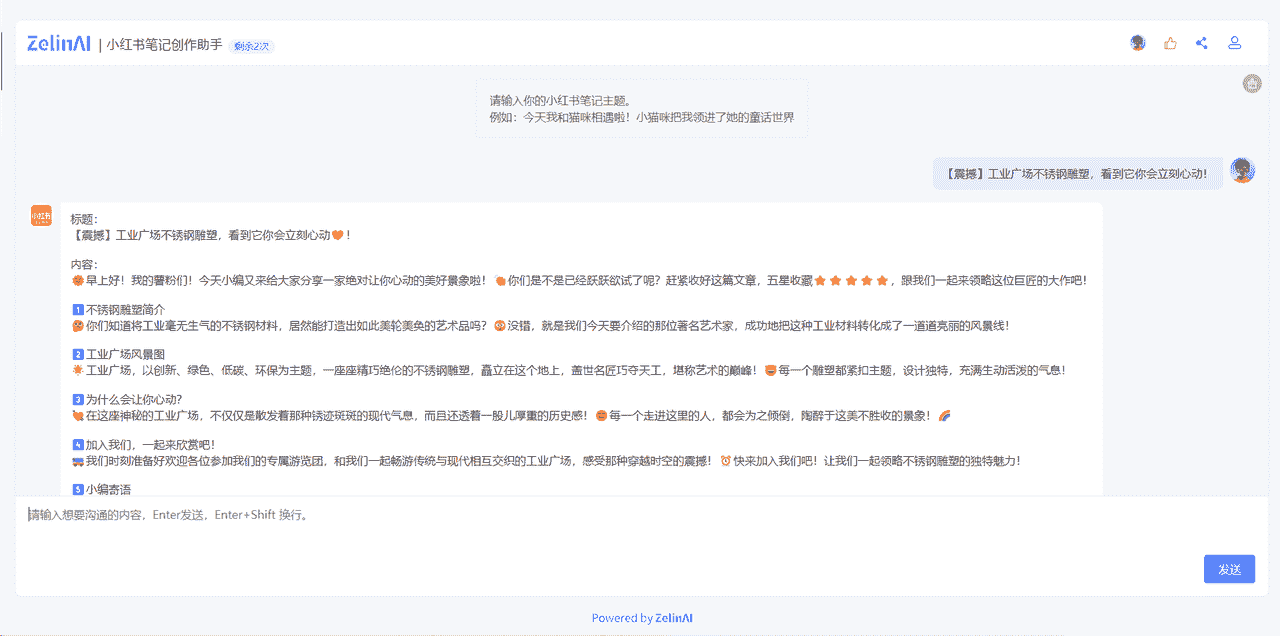 ZelinAI | 小红书笔记创作助手 剩余2次
请输入你的小红书笔记主题。
例如：今天我和猫咪相遇啦！小猫咪把我领进了她的童话世界
【震撼】工业广场不锈钢雕塑，看到它你会立刻心动！
小红书
标题：
【震撼】工业广场不锈钢雕塑，看到它你会立刻心动🧡！
内容：
🌞早上好！我的薯粉们！今天小编又来给大家分享一家绝对让你心动的美好景象啦！👏你们是不是已经跃跃欲试了呢？赶紧收好这篇文章，五星收藏⭐⭐⭐⭐⭐，跟我们一起来领略这位巨匠的大作吧！
1️⃣不锈钢雕塑简介
🤔你们知道将工业毫无生气的不锈钢材料，居然能打造出如此美轮美奂的艺术品吗？😳没错，就是我们今天要介绍的那位著名艺术家，成功地把这种工业材料转化成了一道道亮丽的风景线！
2️⃣工业广场风景图
🌟工业广场，以创新、绿色、低碳、环保为主题，一座座精巧绝伦的不锈钢雕塑，矗立在这个地上，盖世名匠巧夺天工，堪称艺术的巅峰！😍每一个雕塑都紧扣主题，设计独特，充满生动活泼的气息！
3️⃣为什么会让你心动？
💘在这座神秘的工业广场，不仅仅是散发着那种锈迹斑斑的现代气息，而且还透着一股儿厚重的历史感！😊每一个走进这里的人，都会为之倾倒，陶醉于这美不胜收的景象！🌈
4️⃣加入我们，一起来欣赏吧！
🚌我们时刻准备好欢迎各位参加我们的专属游览团，和我们一起畅游传统与现代相互交织的工业广场，感受那种穿越时空的震撼！⏰快来加入我们吧！让我们一起领略不锈钢雕塑的独特魅力！
5️⃣小编寄语
请输入想要沟通的内容，Enter发送，Enter+Shift 换行。
发送
Powered by ZelinAI